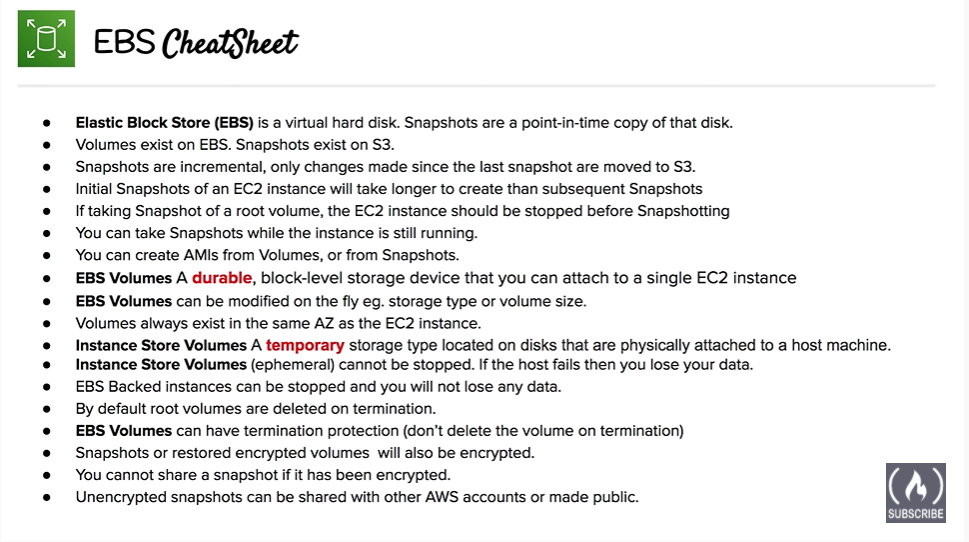 EBS CheatSheet
● Elastic Block Store (EBS) is a virtual hard disk. Snapshots are a point-in-time copy of that disk.
● Volumes exist on EBS. Snapshots exist on S3.
● Snapshots are incremental, only changes made since the last snapshot are moved to S3.
● Initial Snapshots of an EC2 instance will take longer to create than subsequent Snapshots
● If taking Snapshot of a root volume, the EC2 instance should be stopped before Snapshotting
● You can take Snapshots while the instance is still running.
● You can create AMIs from Volumes, or from Snapshots.
● EBS Volumes A durable, block-level storage device that you can attach to a single EC2 instance
● EBS Volumes can be modified on the fly eg. storage type or volume size.
● Volumes always exist in the same AZ as the EC2 instance.
● Instance Store Volumes A temporary storage type located on disks that are physically attached to a host machine.
● Instance Store Volumes (ephemeral) cannot be stopped. If the host fails then you lose your data.
● EBS Backed instances can be stopped and you will not lose any data.
● By default root volumes are deleted on termination.
● EBS Volumes can have termination protection (don't delete the volume on termination)
● Snapshots or restored encrypted volumes will also be encrypted.
● You cannot share a snapshot if it has been encrypted.
● Unencrypted snapshots can be shared with other AWS accounts or made public.
SUBSCRIBE